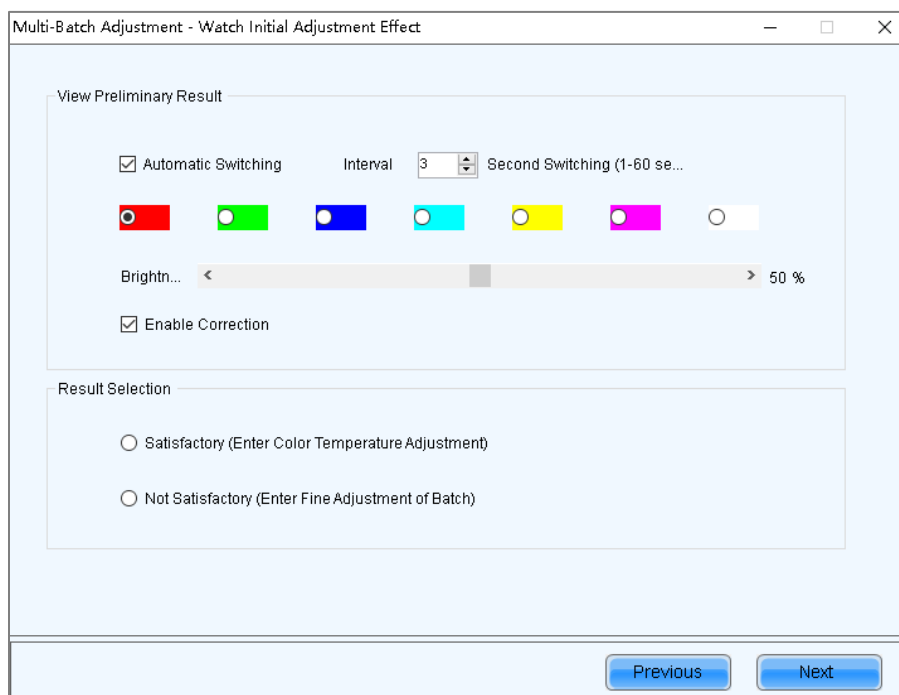 Multi-Batch Adjustment - Watch Initial Adjustment Effect
View Preliminary Result
Automatic Switching Interval 3 Second Switching (1-60 se...
Brightn... 50 %
Enable Correction
Result Selection
Satisfactory (Enter Color Temperature Adjustment)
Not Satisfactory (Enter Fine Adjustment of Batch)
Previous Next